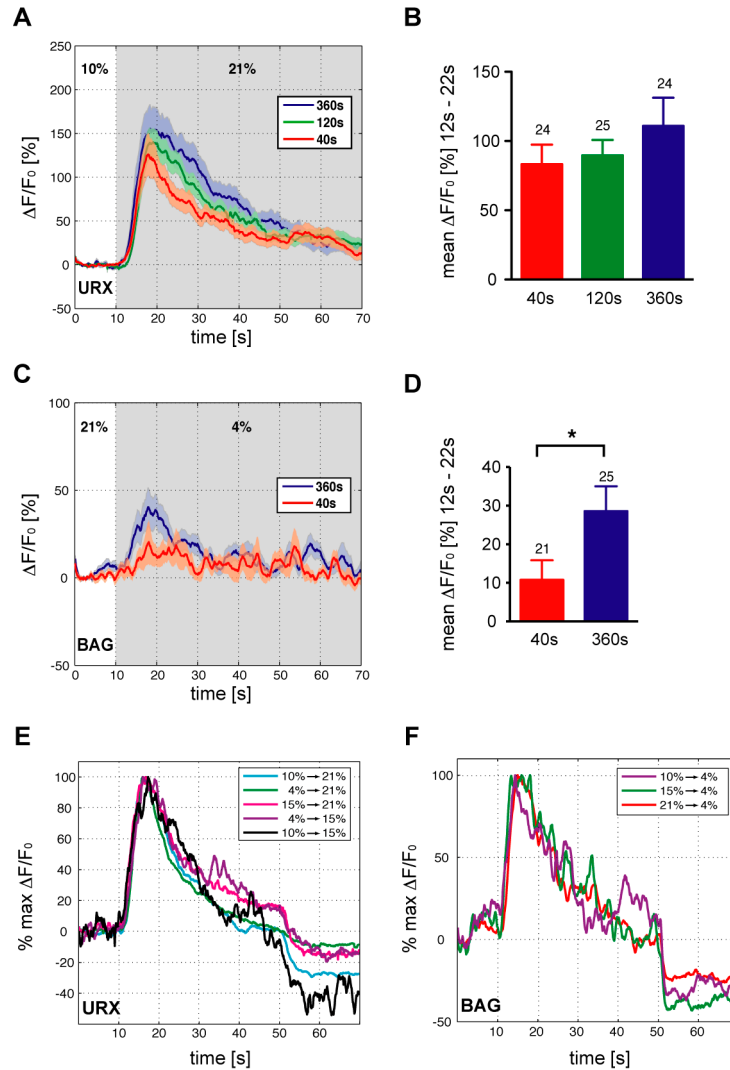 A
10%
21%
360s
120s
40s
250
200
150
100
50
0
-50
ΔF/F₀ [%]
URX
0 10 20 30 40 50 60 70
time [s]
B
mean ΔF/F₀ [%] 12s - 22s
150
100
50
0
24
25
24
40s 120s 360s
C
21%
4%
360s
40s
100
50
0
-50
ΔF/F₀ [%]
BAG
0 10 20 30 40 50 60 70
time [s]
D
mean ΔF/F₀ [%] 12s - 22s
40
30
20
10
0
*
21
25
40s 360s
E
10%→21%
4%→21%
15%→21%
4%→15%
10%→15%
100
80
60
40
20
0
-20
-40
% max ΔF/F₀
URX
10 20 30 40 50 60
time [s]
F
10%→4%
15%→4%
21%→4%
100
50
0
-50
% max ΔF/F₀
BAG
10 20 30 40 50 60
time [s]